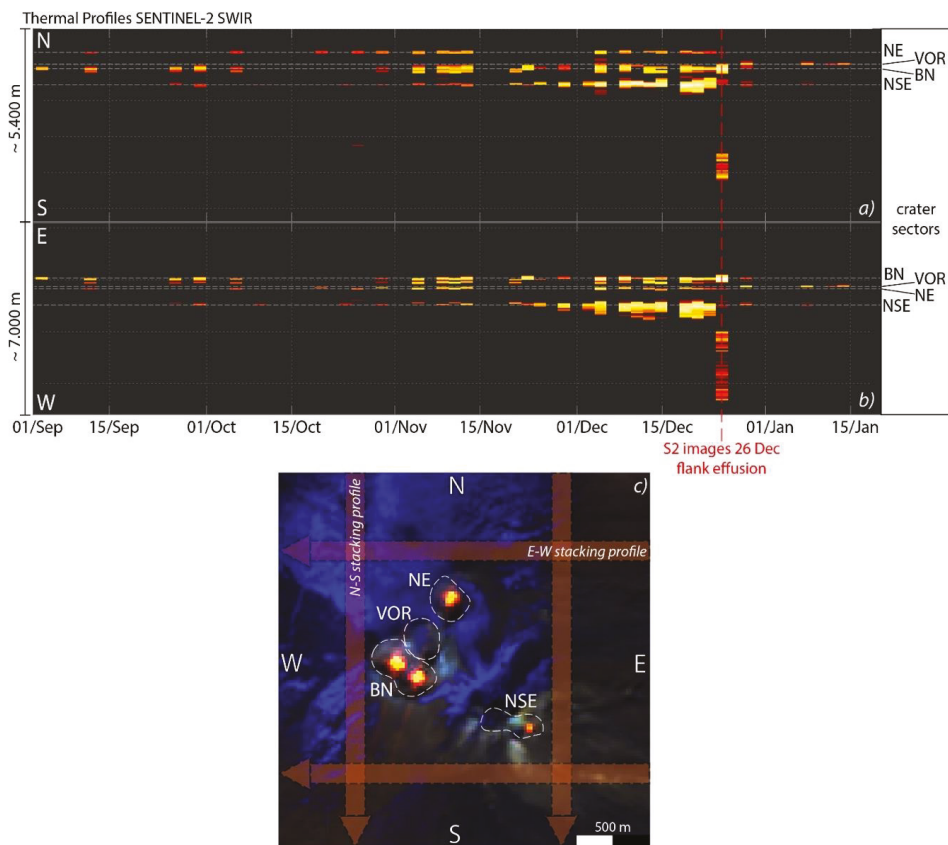 Thermal Profiles SENTINEL-2 SWIR
N
NE
VOR
BN
NSE
~ 5.400 m
S
a)
crater
sectors
E
BN
VOR
NE
NSE
~ 7.000 m
W
b)
01/Sep 15/Sep 01/Oct 15/Oct 01/Nov 15/Nov 01/Dec 15/Dec 01/Jan 15/Jan
S2 images 26 Dec
flank effusion
N
c)
N-S stacking profile
E-W stacking profile
NE
VOR
W
E
BN
NSE
S
500 m